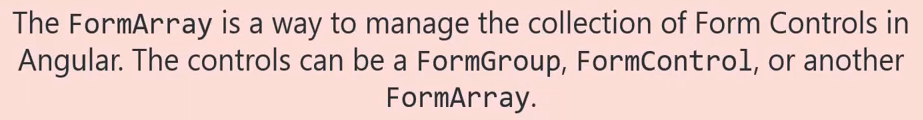 The FormArray is a way to manage the collection of Form Controls in
Angular. The controls can be a FormGroup, FormControl, or another
FormArray.